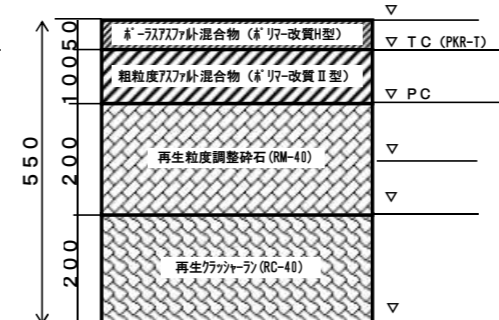 ポーラスアスファルト混合物 (ポリマー改質H型)
粗粒度アスファルト混合物 (ポリマー改質Ⅱ型)
再生粒度調整砕石(RM-40)
再生クラッシャーラン(RC-40)
550
50
100
200
200
▽
▽ TC (PKR-T)
▽ PC
▽
▽
▽